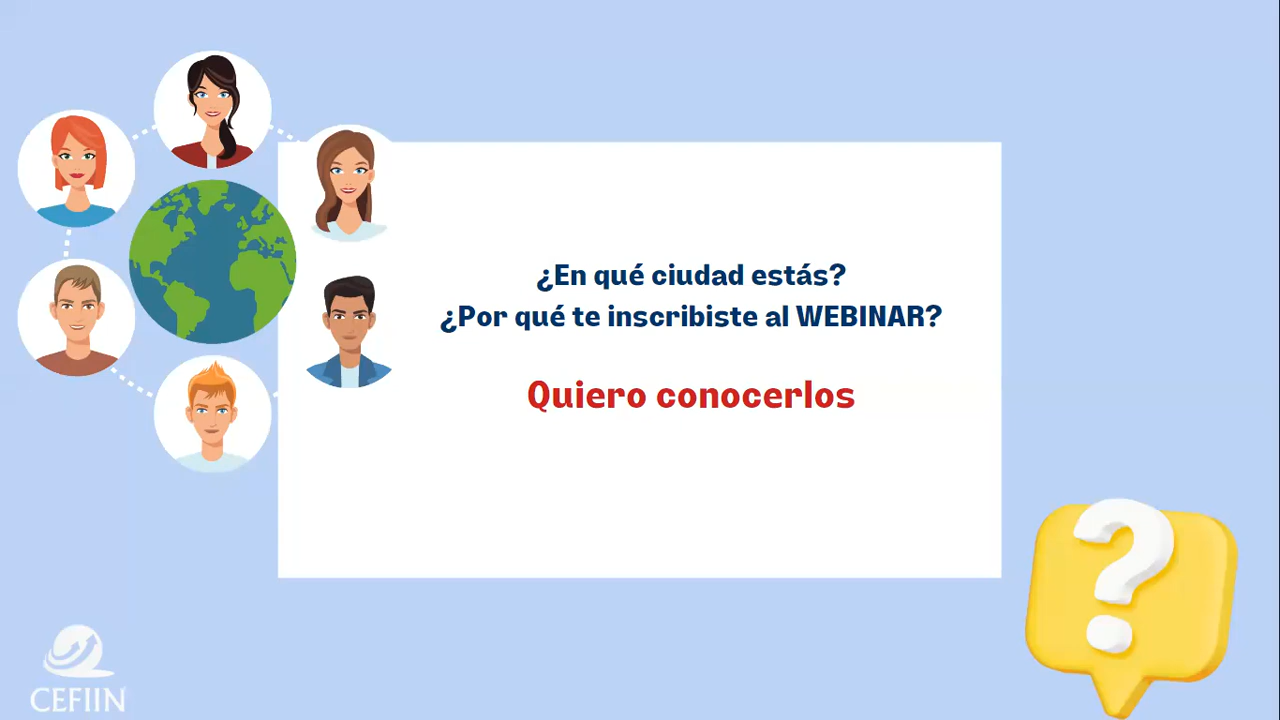 ¿En qué ciudad estás?
¿Por qué te inscribiste al WEBINAR?
Quiero conocerlos
CEFIIN